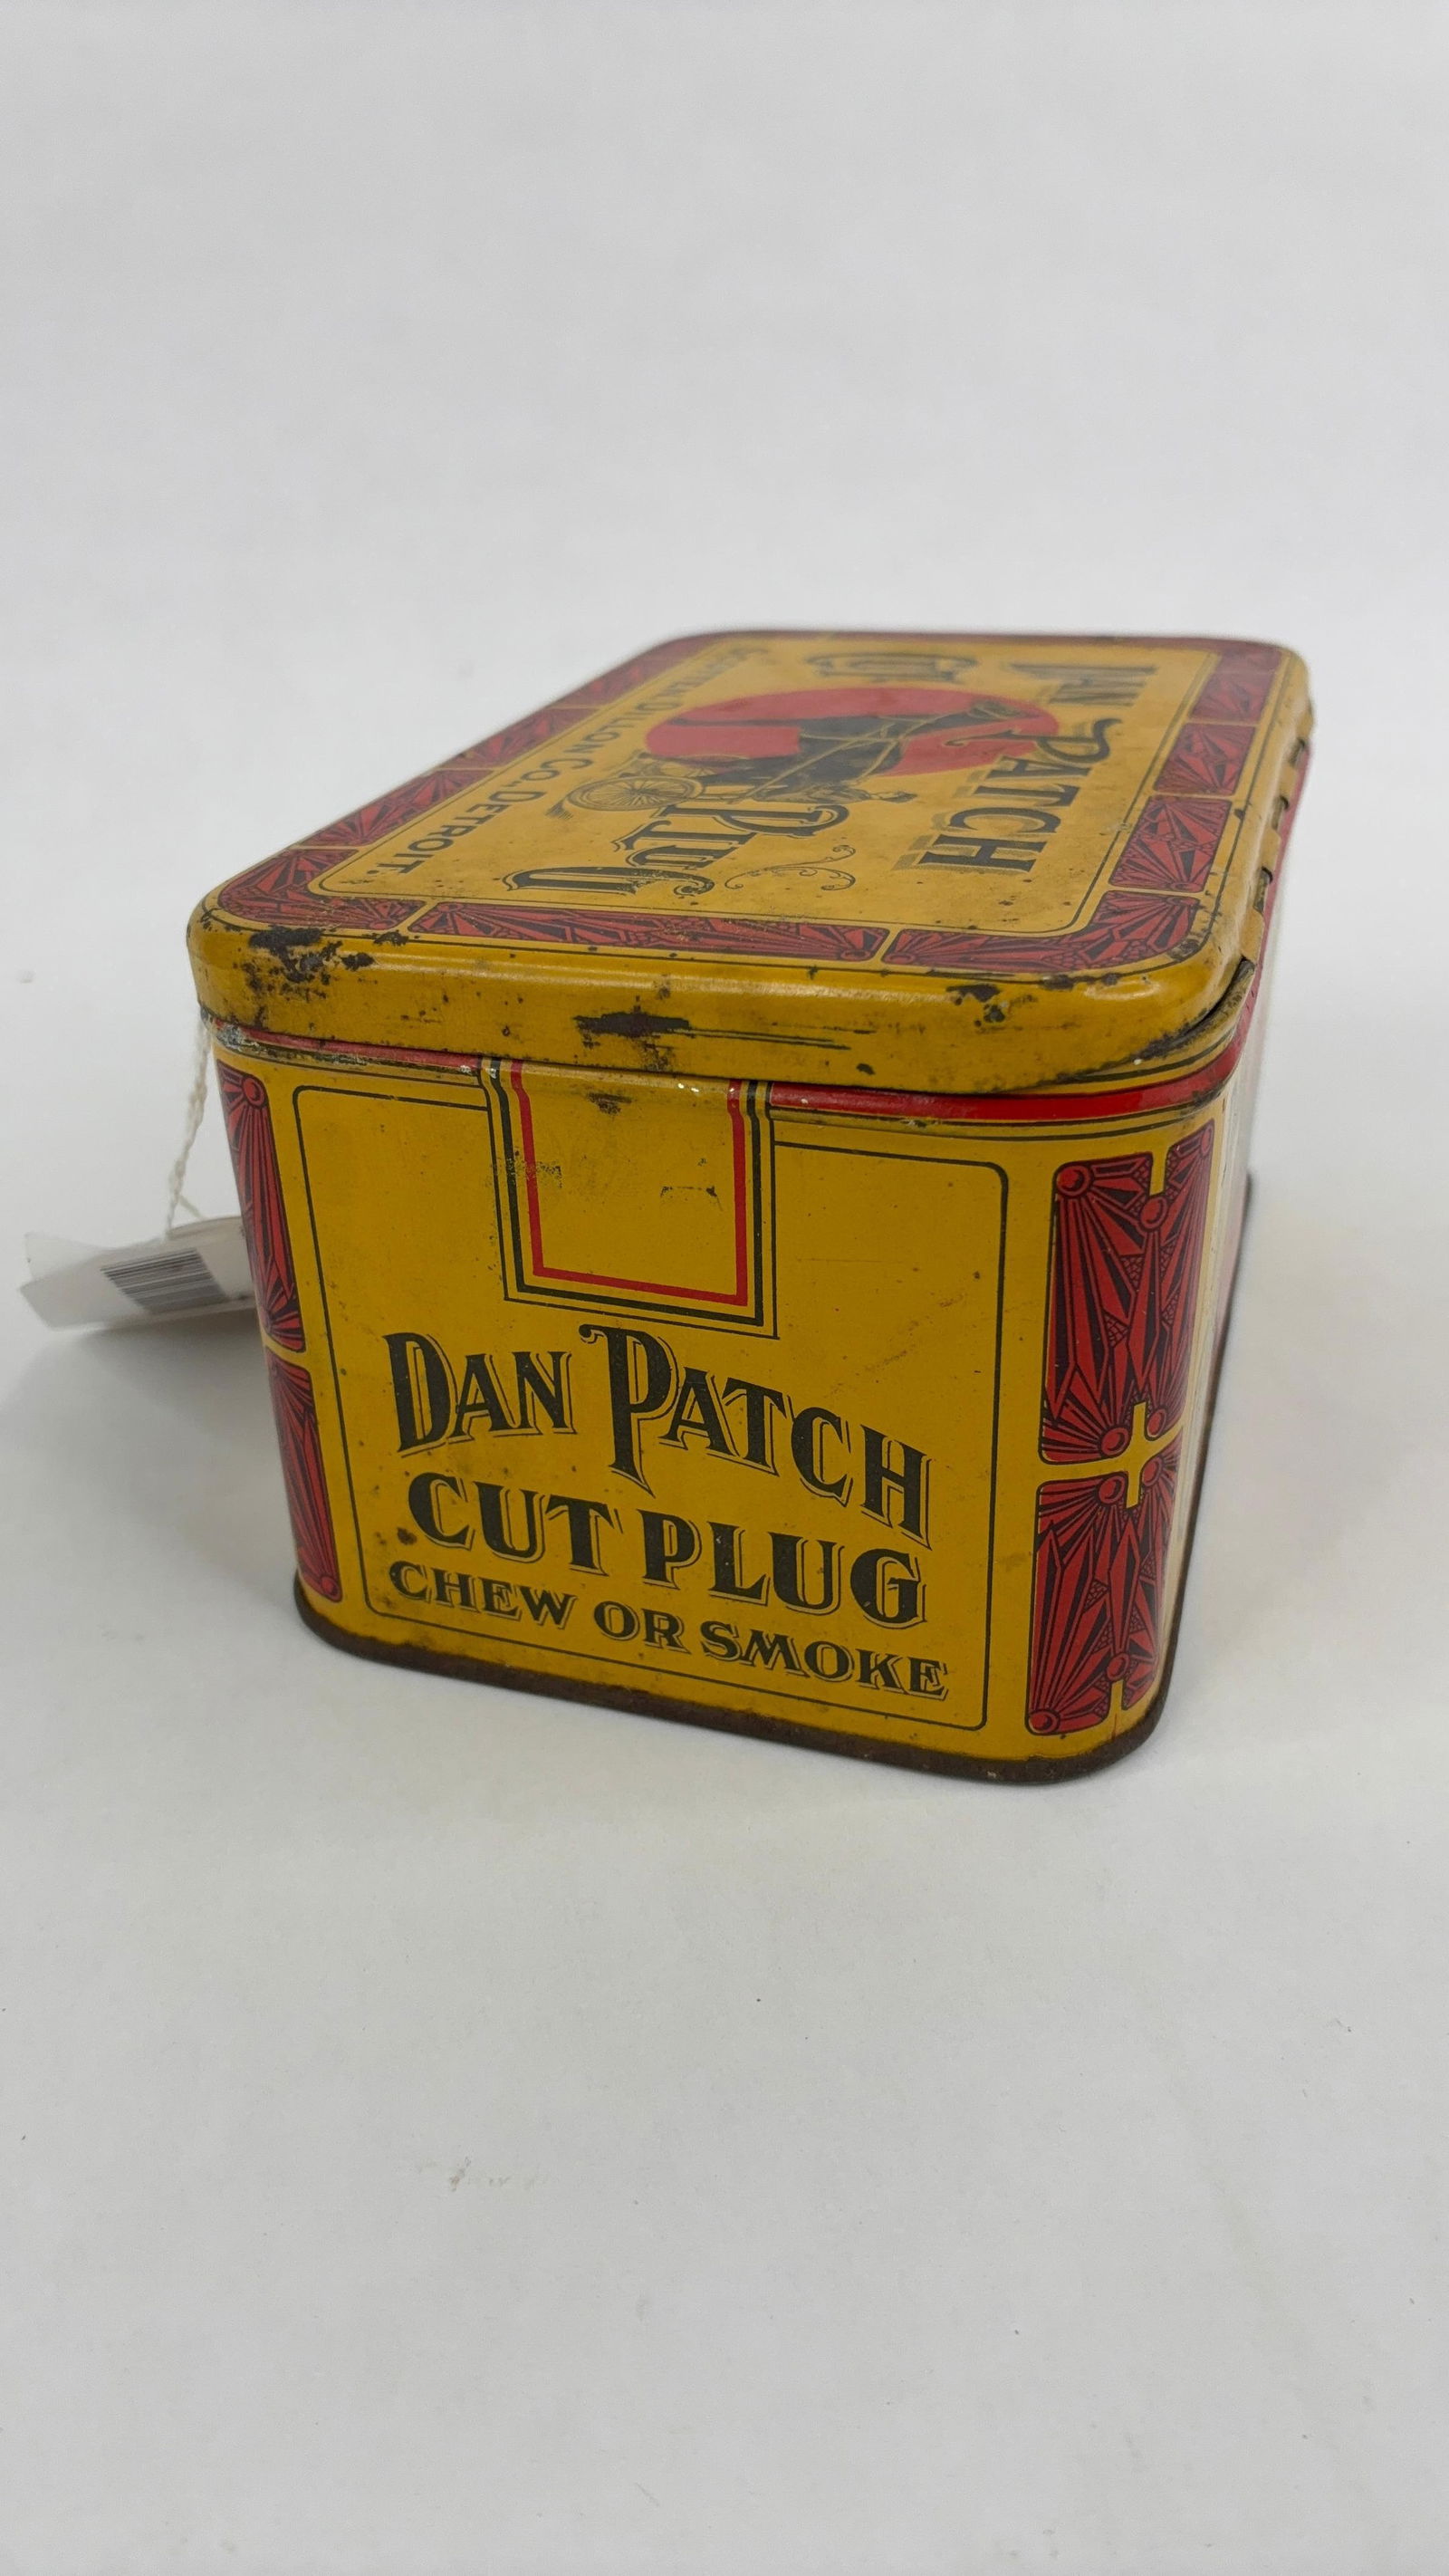 DAN PATCH
CUT PLUG
SCOTTEN, DILLON CO. DETROIT.
DAN PATCH
CUT PLUG
CHEW OR SMOKE